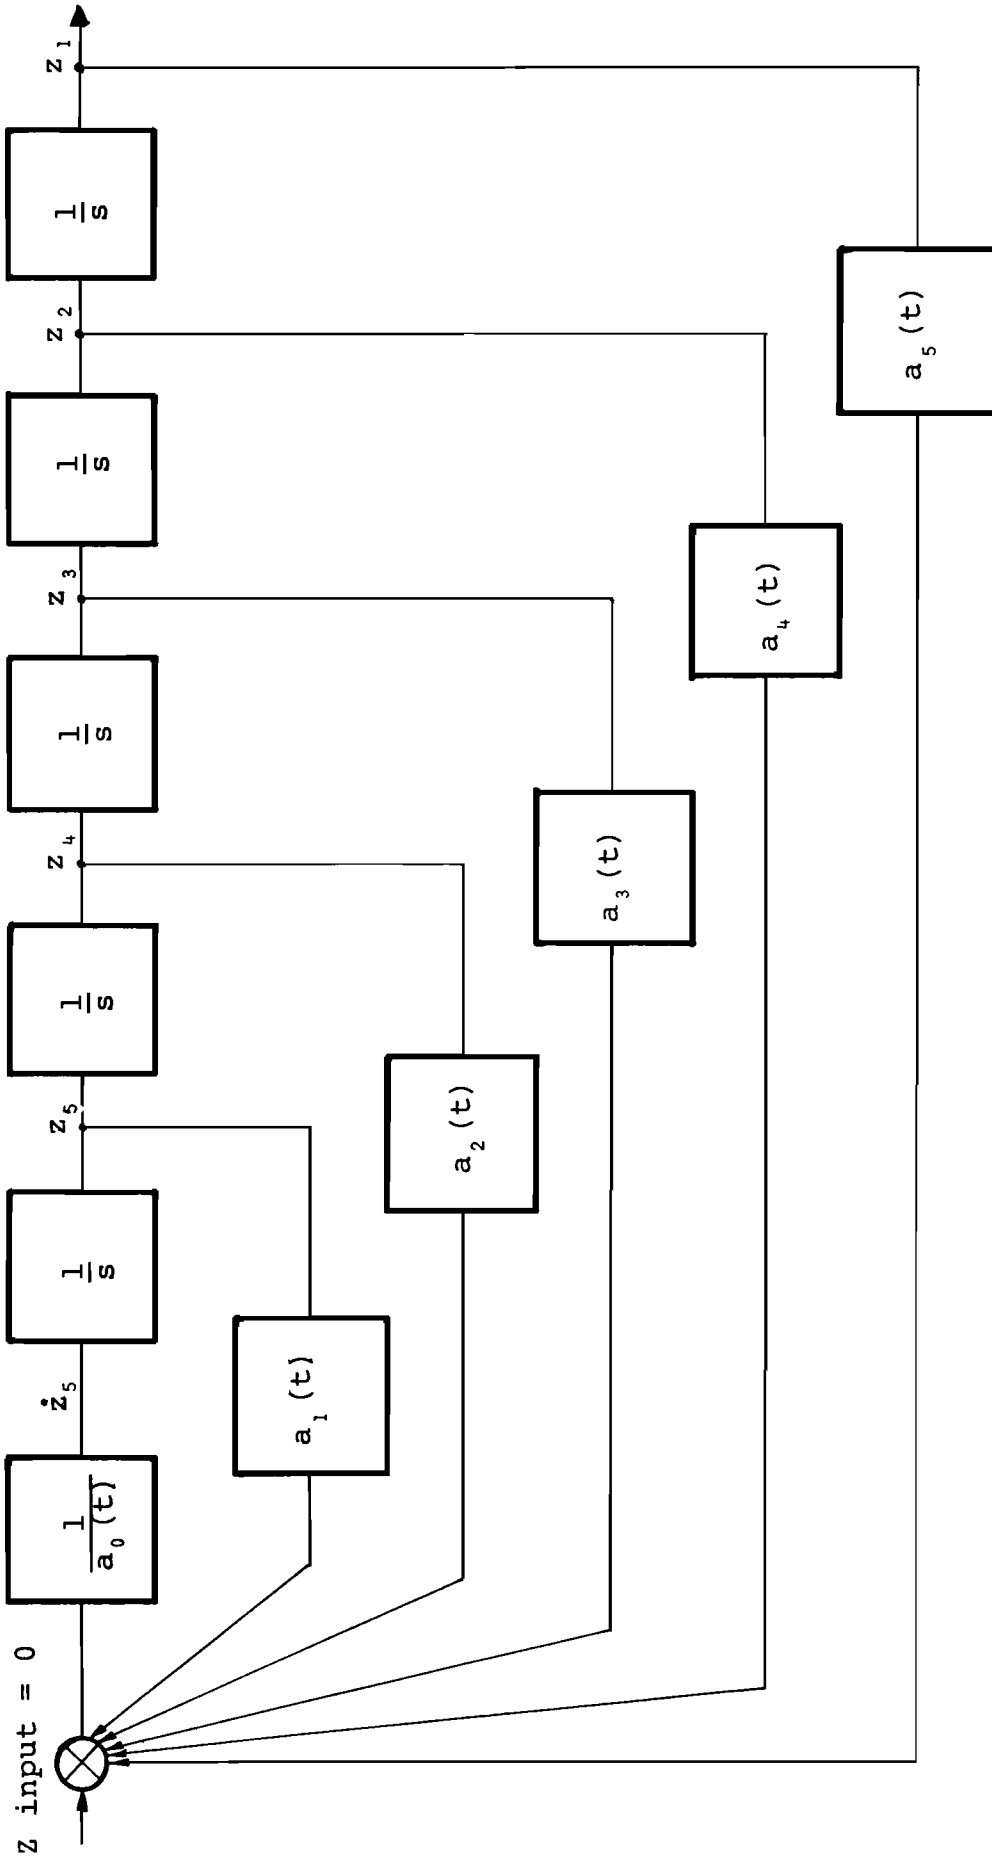 Z input = 0
1
a₀(t)
ż₅
1
s
z₅
1
s
z₄
1
s
z₃
1
s
z₂
1
s
z₁
a₁(t)
a₂(t)
a₃(t)
a₄(t)
a₅(t)